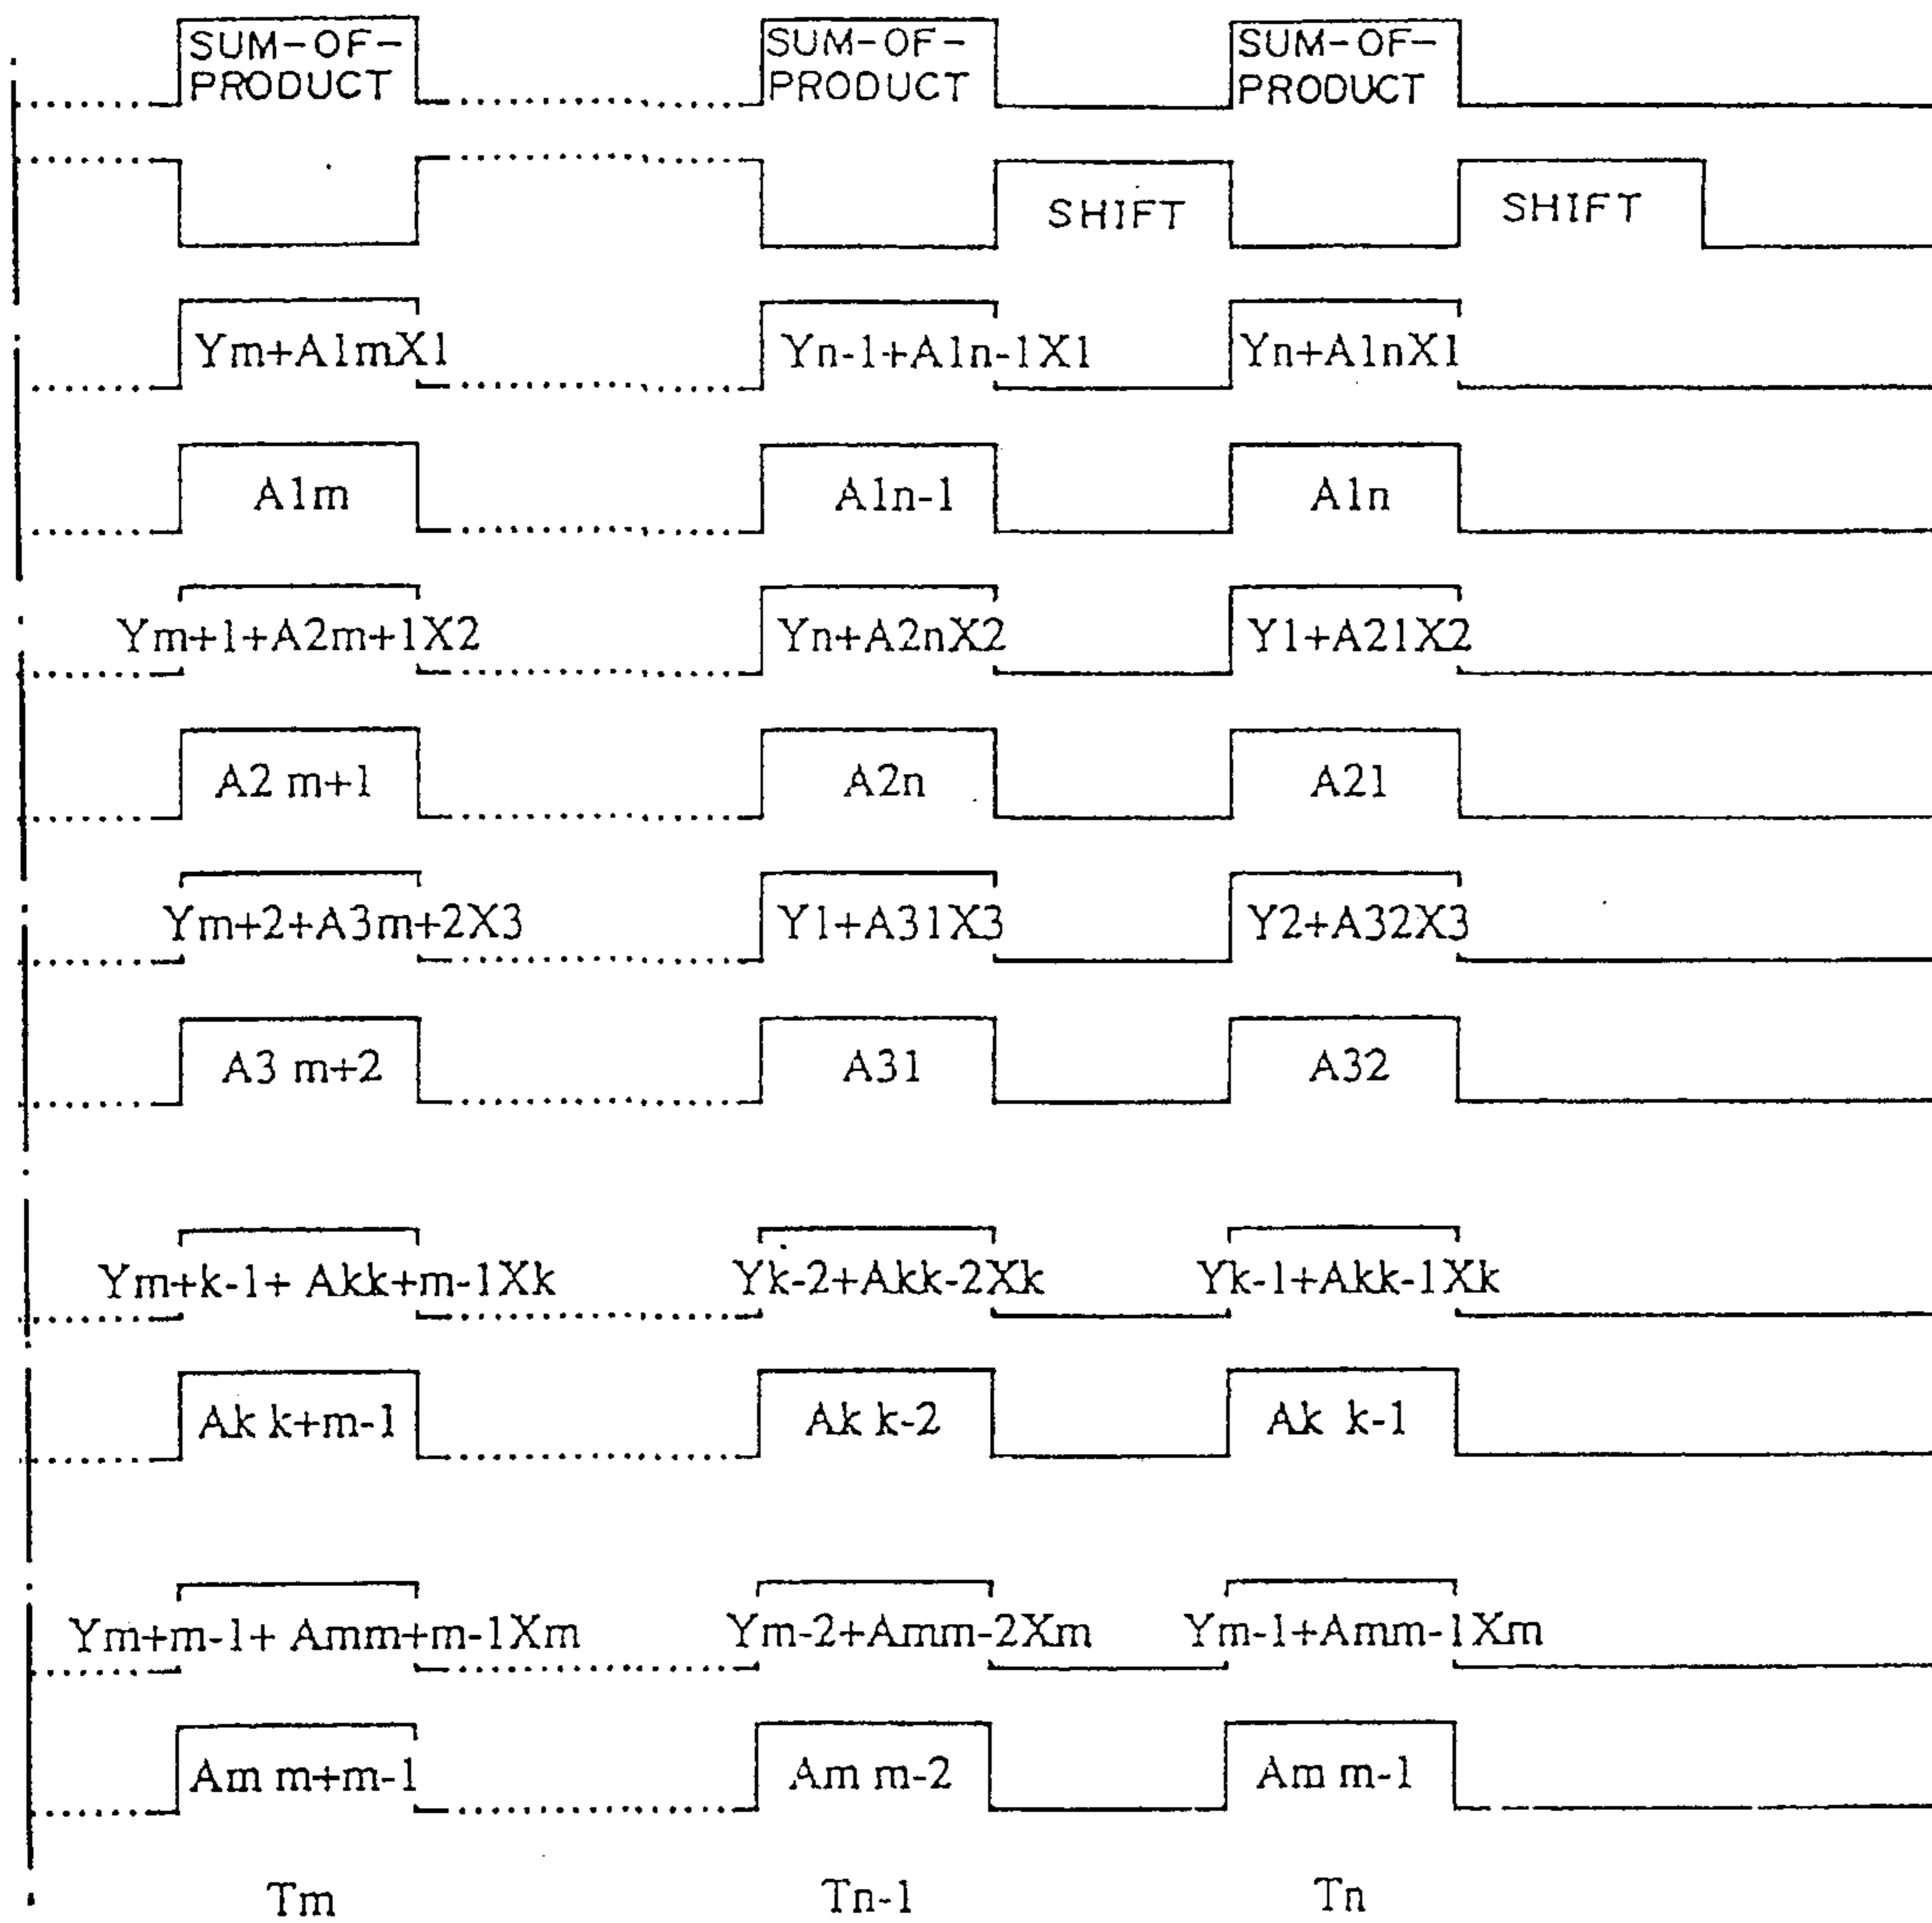 SUM-OF- SUM-OF- SUM-OF-
PRODUCT PRODUCT PRODUCT
SHIFT SHIFT
Ym+A1mX1 Yn-1+A1n-1X1 Yn+A1nX1
A1m A1n-1 A1n
Ym+1+A2m+1X2 Yn+A2nX2 Y1+A21X2
A2 m+1 A2n A21
Ym+2+A3m+2X3 Y1+A31X3 Y2+A32X3
A3 m+2 A31 A32
Ym+k-1+ Akk+m-1Xk Yk-2+Akk-2Xk Yk-1+Akk-1Xk
Ak k+m-1 Ak k-2 Ak k-1
Ym+m-1+ Amm+m-1Xm Ym-2+Amm-2Xm Ym-1+Amm-1Xm
Am m+m-1 Am m-2 Am m-1
Tm Tn-1 Tn